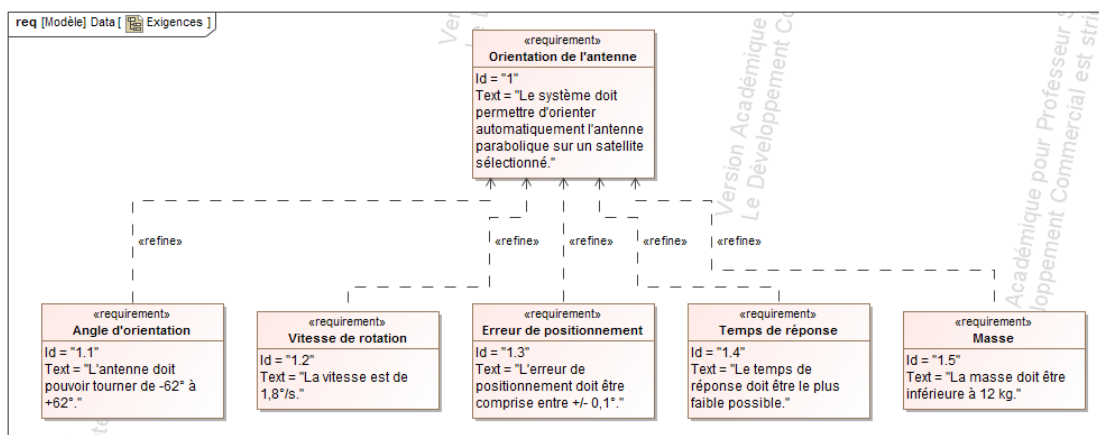 req [Modèle] Data [ Exigences ]
«requirement»
Orientation de l'antenne
Id = "1"
Text = "Le système doit
permettre d'orienter
automatiquement l'antenne
parabolique sur un satellite
sélectionné."
«refine»
«refine»
«refine»
«refine»
«refine»
«requirement»
Angle d'orientation
Id = "1.1"
Text = "L'antenne doit
pouvoir tourner de -62° à
+62°."
«requirement»
Vitesse de rotation
Id = "1.2"
Text = "La vitesse est de
1,8°/s."
«requirement»
Erreur de positionnement
Id = "1.3"
Text = "L'erreur de
positionnement doit être
comprise entre +/- 0,1°."
«requirement»
Temps de réponse
Id = "1.4"
Text = "Le temps de
réponse doit être le plus
faible possible."
«requirement»
Masse
Id = "1.5"
Text = "La masse doit être
inférieure à 12 kg."
Version Académique
Le Développement
Académique pour Professeur
Commercial est